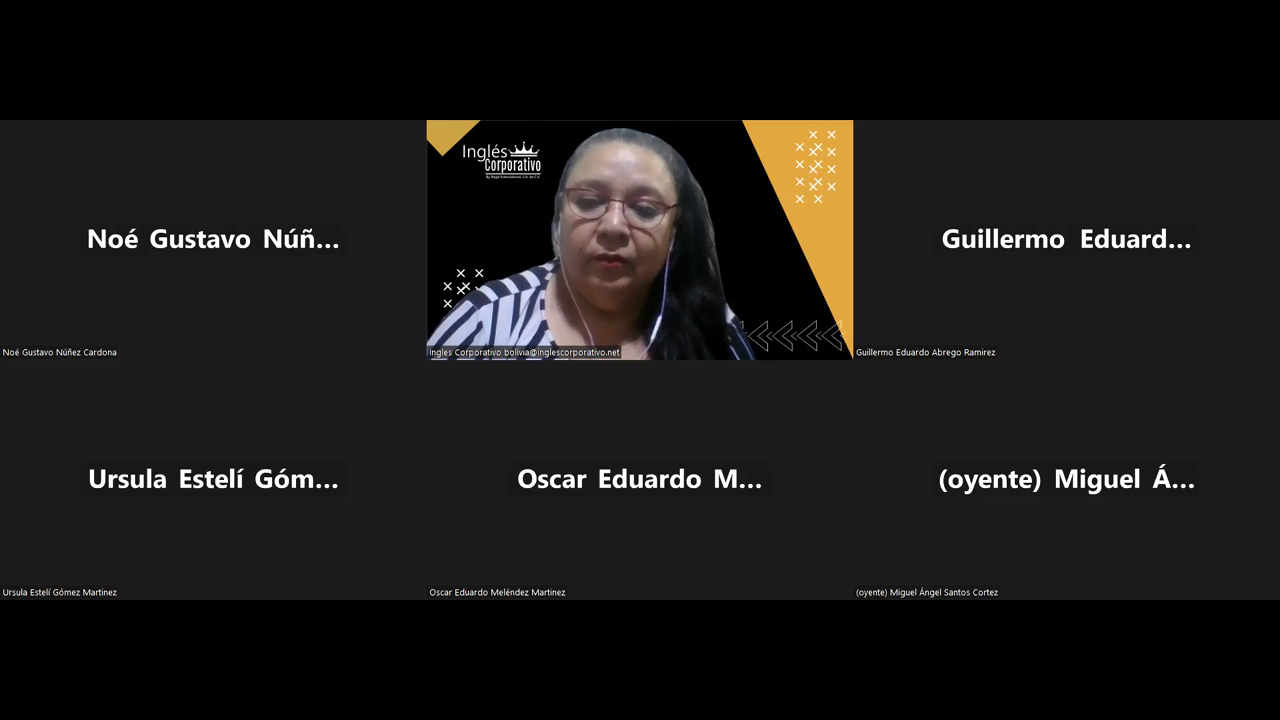 Noé Gustavo Núñ...
Inglés
Corporativo
Guillermo Eduard...
Noé Gustavo Núñez Cardona
Ingles Corporativo bolivia@inglescorporativo.net
Guillermo Eduardo Abrego Ramirez
Ursula Estelí Góm...
Oscar Eduardo M...
(oyente) Miguel Á...
Ursula Estelí Gómez Martinez
Oscar Eduardo Meléndez Martinez
(oyente) Miguel Ángel Santos Cortez